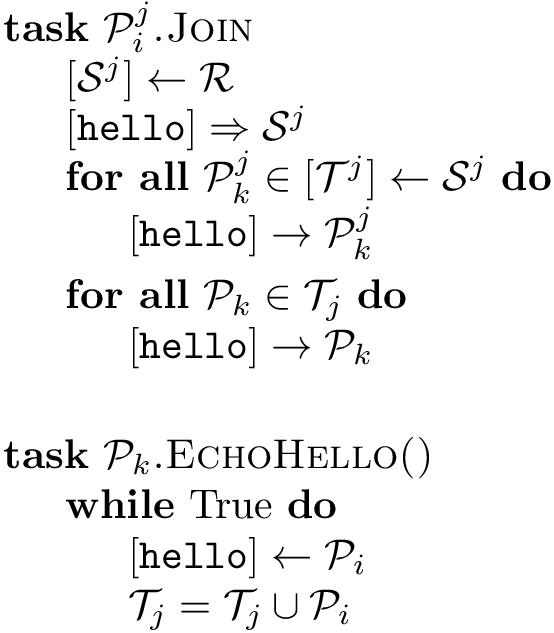 task 𝒫ᵢʲ.Join
[𝒮ʲ] ← ℛ
[hello] ⇒ 𝒮ʲ
for all 𝒫ₖʲ ∈ [𝒯ʲ] ← 𝒮ʲ do
[hello] → 𝒫ₖʲ
for all 𝒫ₖ ∈ 𝒯ⱼ do
[hello] → 𝒫ₖ
task 𝒫ₖ.EchoHello()
while True do
[hello] ← 𝒫ᵢ
𝒯ⱼ = 𝒯ⱼ ∪ 𝒫ᵢ